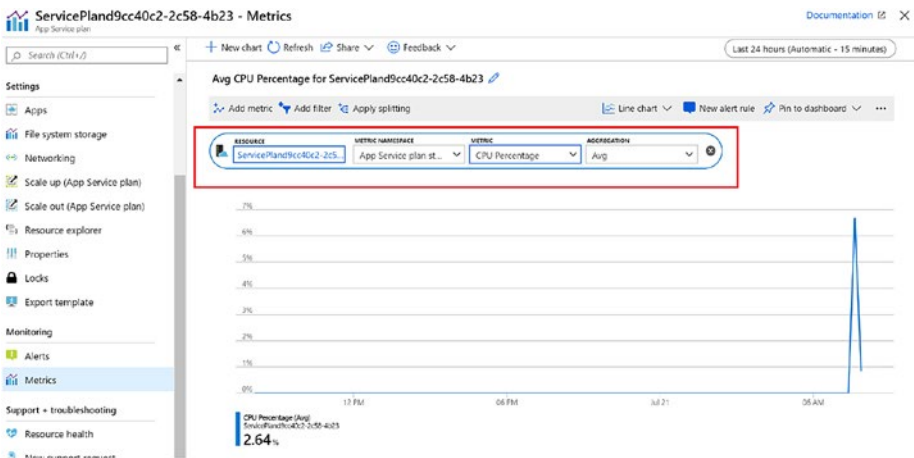 ServicePland9cc40c2-2c58-4b23 - Metrics
App Service plan
Documentation
Search (Ctrl+/)
«
New chart Refresh Share Feedback
Last 24 hours (Automatic - 15 minutes)
Settings
Apps
File system storage
Networking
Scale up (App Service plan)
Scale out (App Service plan)
Resource explorer
Properties
Locks
Export template
Monitoring
Alerts
Metrics
Support + troubleshooting
Resource health
New support request
Avg CPU Percentage for ServicePland9cc40c2-2c58-4b23
Add metric Add filter Apply splitting
Line chart New alert rule Pin to dashboard ...
RESOURCE METRIC NAMESPACE METRIC AGGREGATION
ServicePland9cc40c2-2c5... App Service plan st... CPU Percentage Avg
7%
6%
5%
4%
3%
2%
1%
0%
12 PM 06 PM Jul 21 06 AM
CPU Percentage (Avg)
ServicePland9cc40c2-2c58-4b23
2.64%